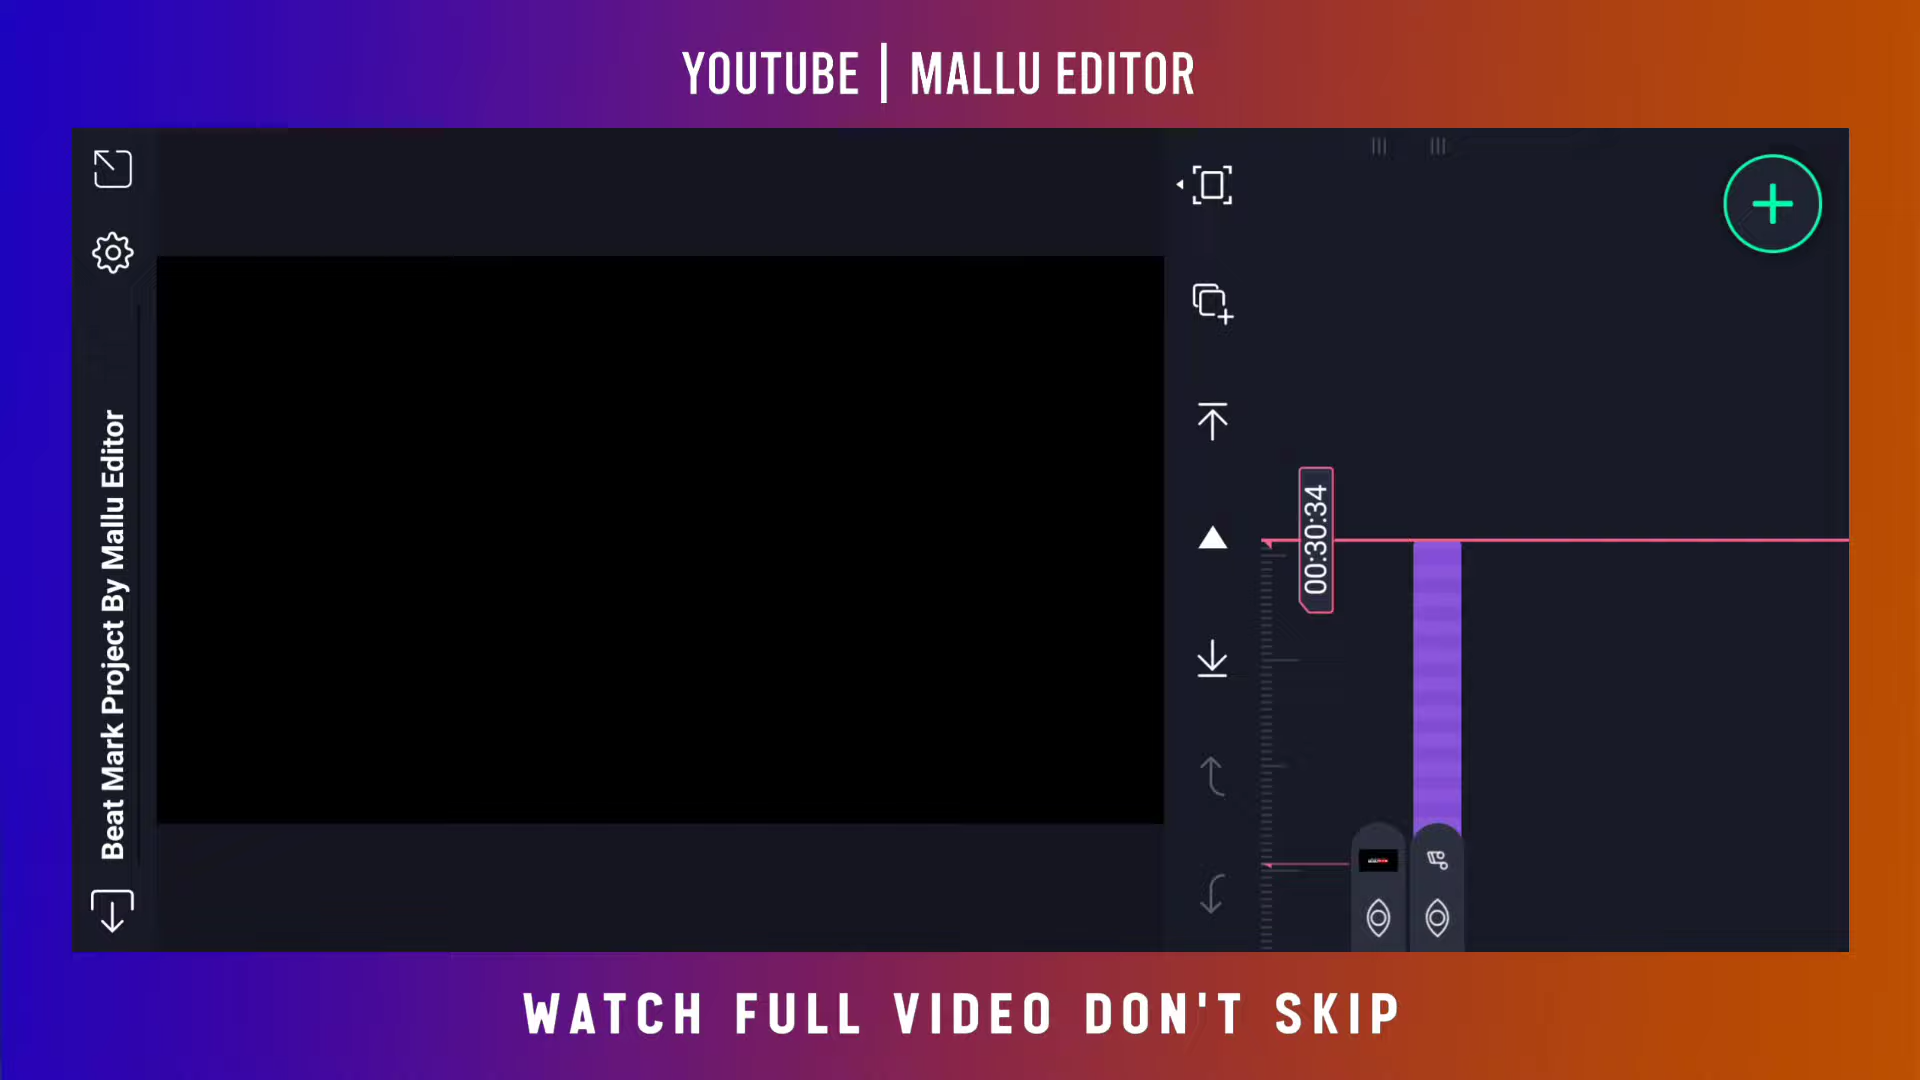 YOUTUBE | MALLU EDITOR
Beat Mark Project By Mallu Editor
00:30:34
WATCH FULL VIDEO DON'T SKIP